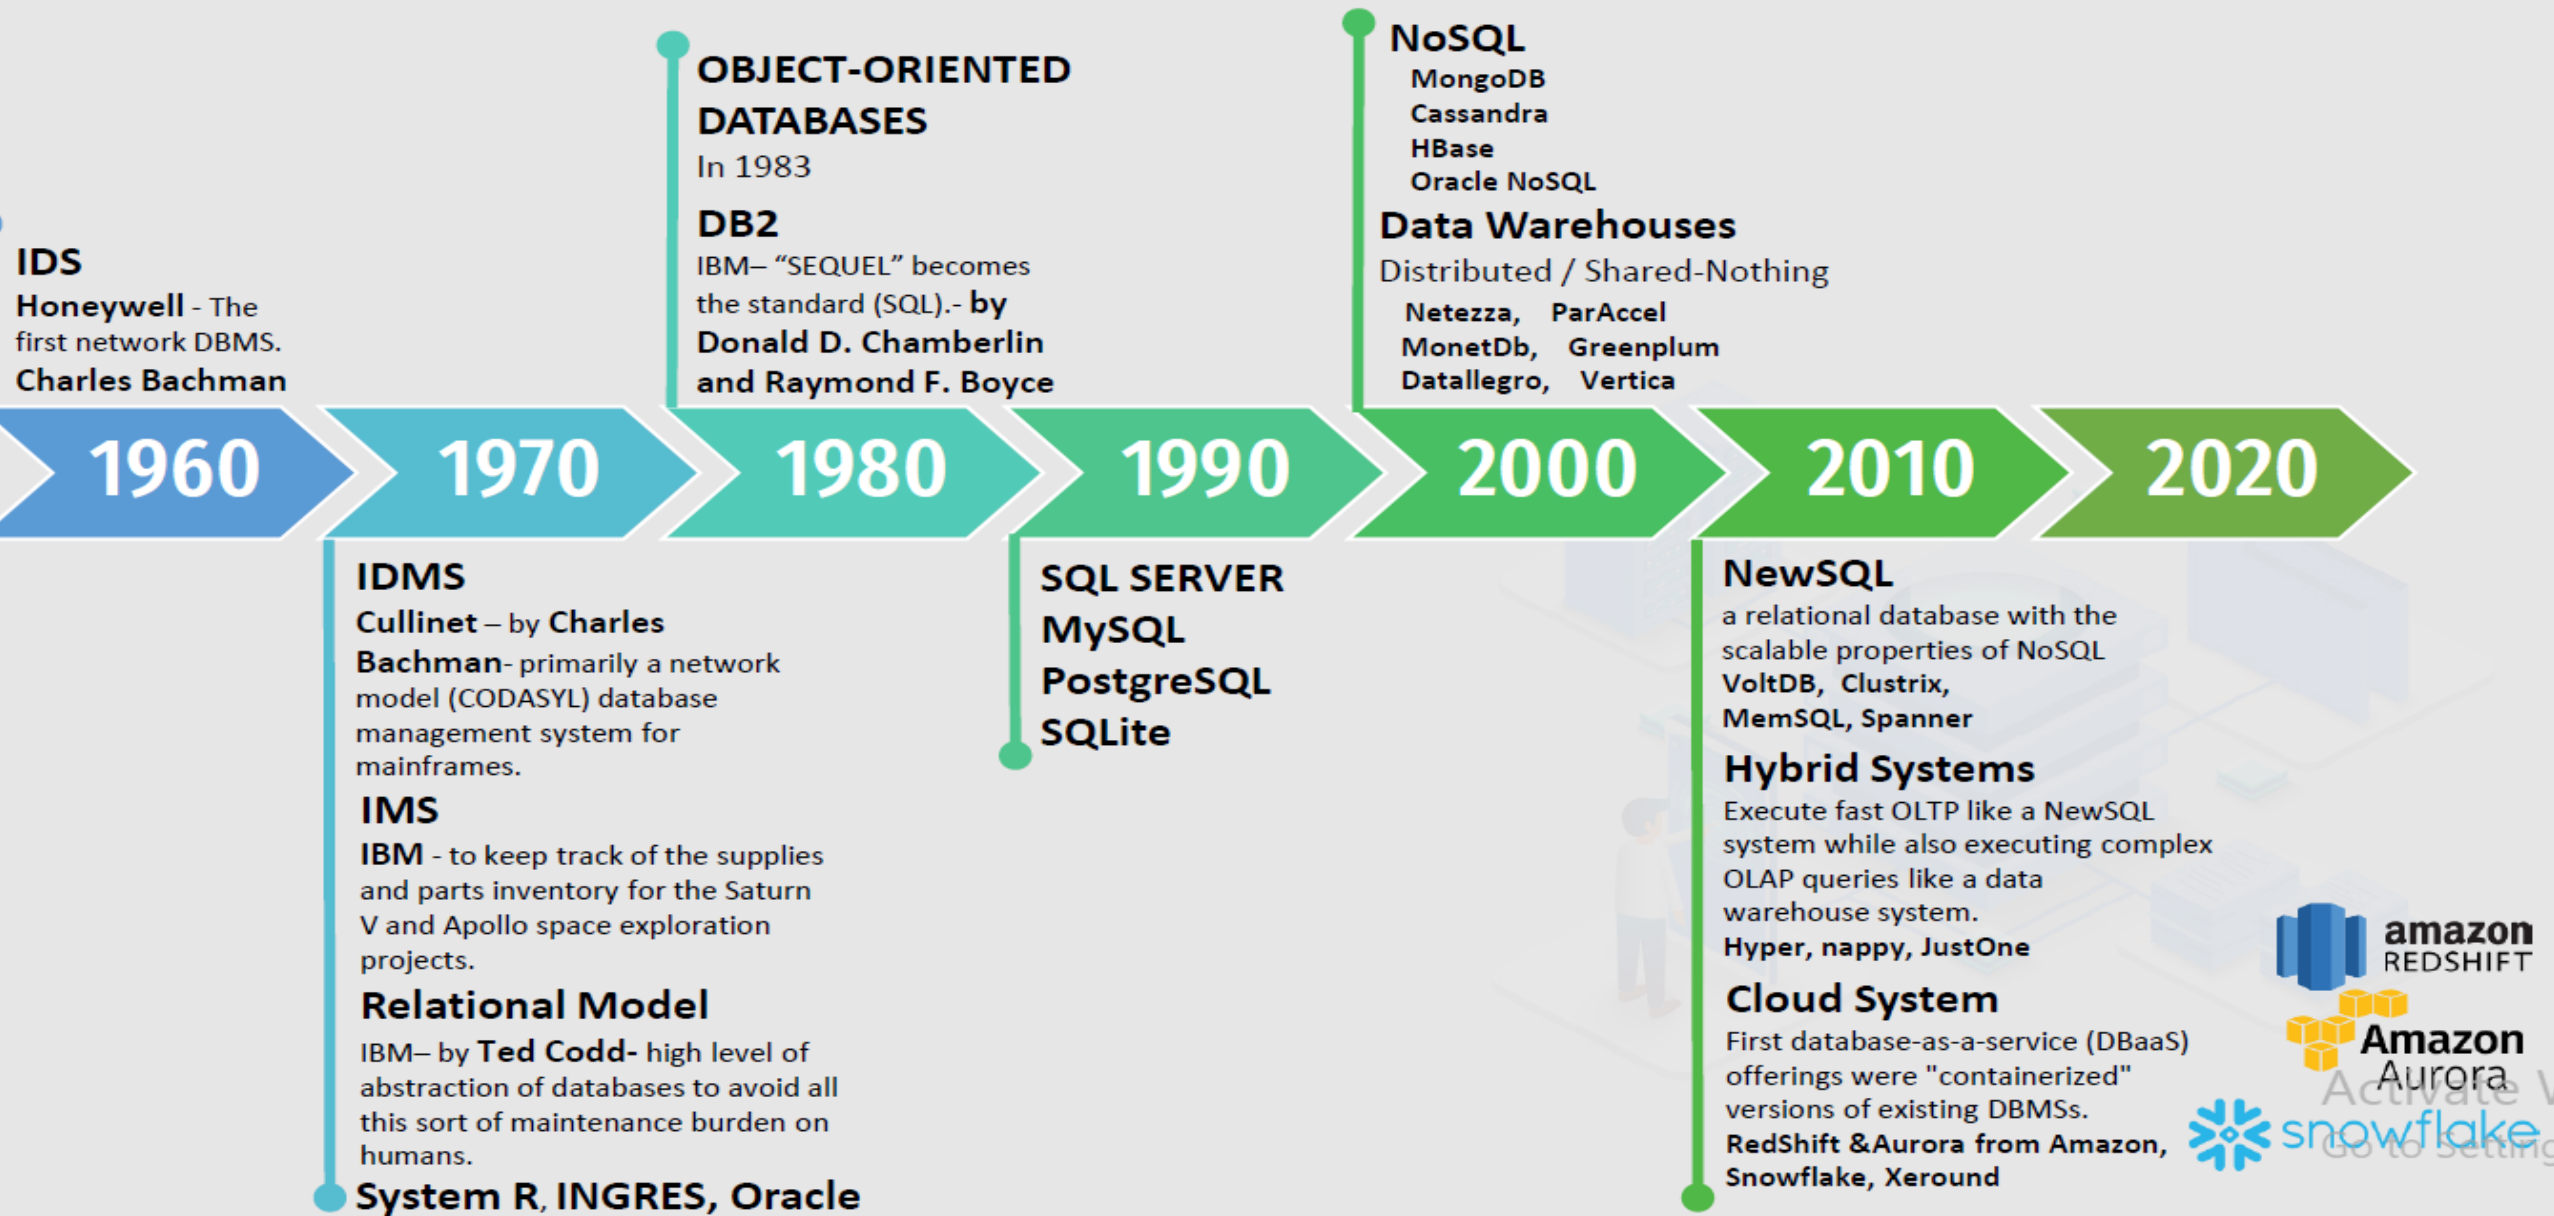 IDS
Honeywell - The
first network DBMS.
Charles Bachman
OBJECT-ORIENTED
DATABASES
In 1983
DB2
IBM– “SEQUEL” becomes
the standard (SQL).- by
Donald D. Chamberlin
and Raymond F. Boyce
NoSQL
MongoDB
Cassandra
HBase
Oracle NoSQL
Data Warehouses
Distributed / Shared-Nothing
Netezza, ParAccel
MonetDb, Greenplum
Datallegro, Vertica
1960 1970 1980 1990 2000 2010 2020
IDMS
Cullinet – by Charles
Bachman- primarily a network
model (CODASYL) database
management system for
mainframes.
IMS
IBM - to keep track of the supplies
and parts inventory for the Saturn
V and Apollo space exploration
projects.
Relational Model
IBM– by Ted Codd- high level of
abstraction of databases to avoid all
this sort of maintenance burden on
humans.
System R, INGRES, Oracle
SQL SERVER
MySQL
PostgreSQL
SQLite
NewSQL
a relational database with the
scalable properties of NoSQL
VoltDB, Clustrix,
MemSQL, Spanner
Hybrid Systems
Execute fast OLTP like a NewSQL
system while also executing complex
OLAP queries like a data
warehouse system.
Hyper, nappy, JustOne
Cloud System
First database-as-a-service (DBaaS)
offerings were "containerized"
versions of existing DBMSs.
RedShift &Aurora from Amazon,
Snowflake, Xeround
amazon
REDSHIFT
Amazon
Aurora
Activate W
snowflake
Go to Setting